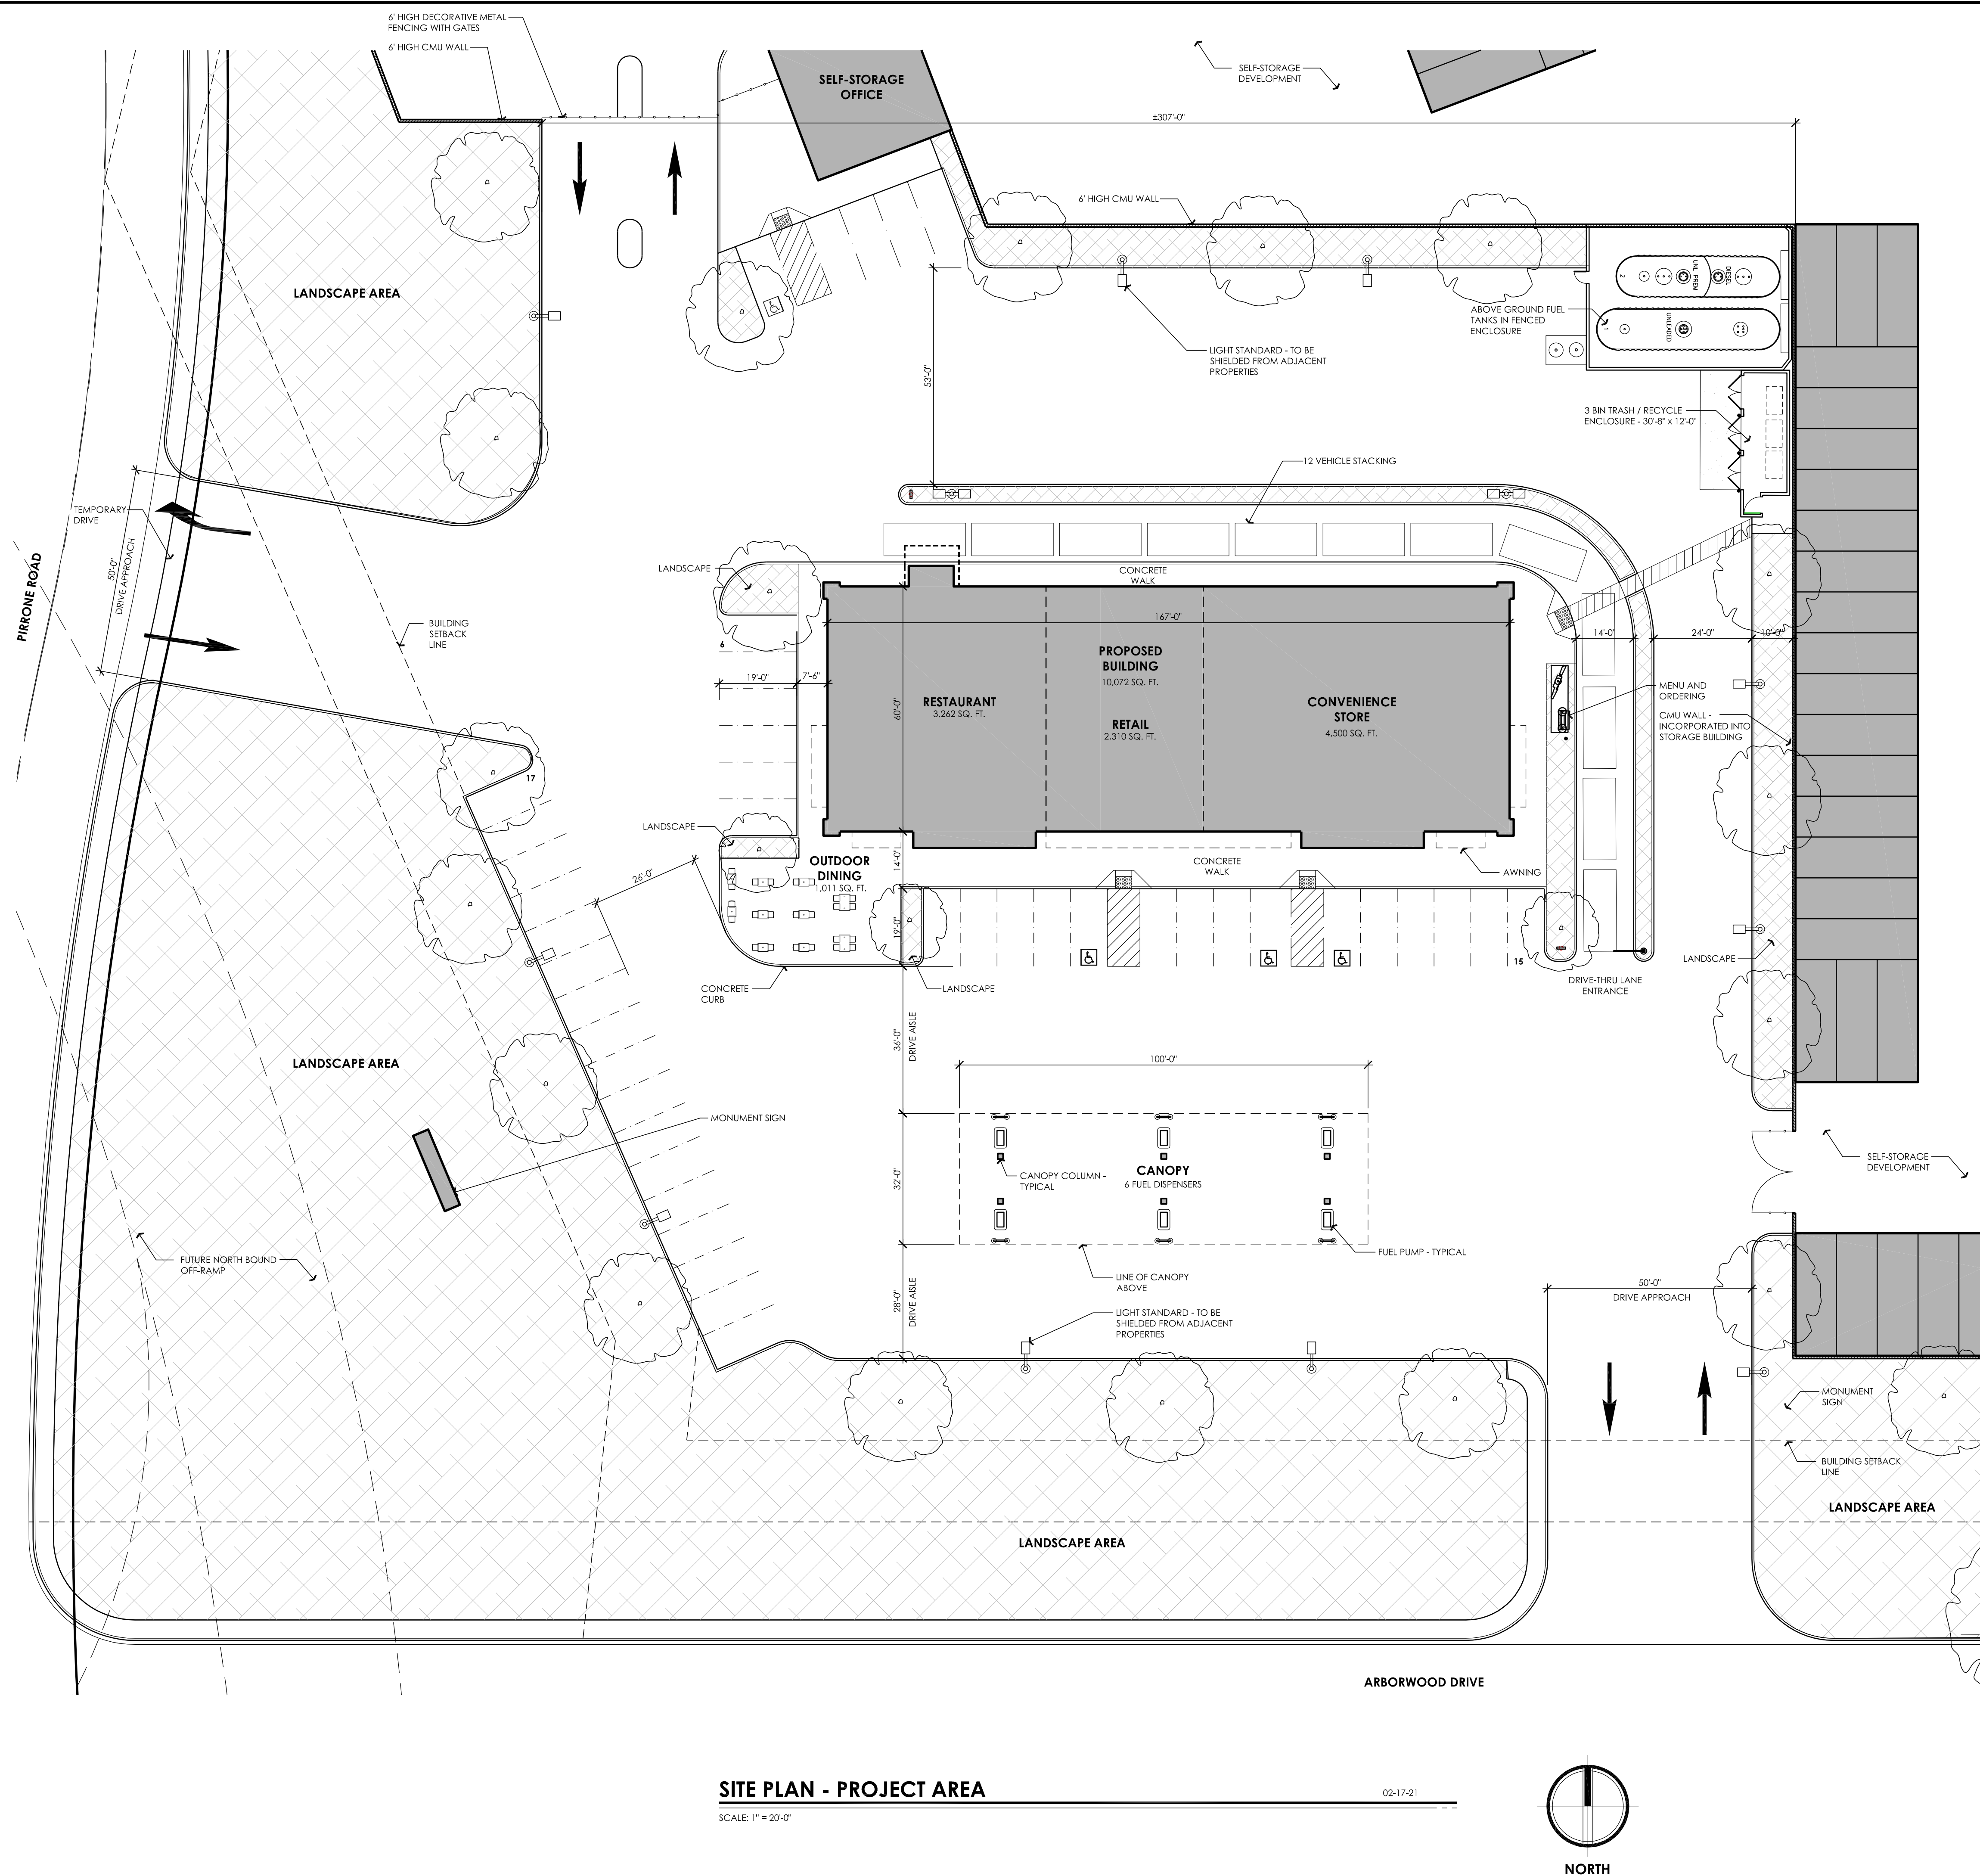 6' HIGH DECORATIVE METAL
FENCING WITH GATES
6' HIGH CMU WALL
SELF-STORAGE
OFFICE
SELF-STORAGE
DEVELOPMENT
±307'-0"
6' HIGH CMU WALL
LANDSCAPE AREA
ABOVE GROUND FUEL
TANKS IN FENCED
ENCLOSURE
2
UNL PREM
DESEL
1
UNLEADED
LIGHT STANDARD - TO BE
SHIELDED FROM ADJACENT
PROPERTIES
53'-0"
3 BIN TRASH / RECYCLE
ENCLOSURE - 30'-8" x 12'-0"
12 VEHICLE STACKING
TEMPORARY
DRIVE
50'-0"
DRIVE APPROACH
PIRRONE ROAD
LANDSCAPE
CONCRETE
WALK
BUILDING
SETBACK
LINE
6
167'-0"
14'-0"
24'-0"
10'-0"
PROPOSED
BUILDING
10,072 SQ. FT.
19'-0"
7'-6"
60'-0"
RESTAURANT
3,262 SQ. FT.
RETAIL
2,310 SQ. FT.
CONVENIENCE
STORE
4,500 SQ. FT.
MENU AND
ORDERING
CMU WALL -
INCORPORATED INTO
STORAGE BUILDING
17
LANDSCAPE
OUTDOOR
DINING
1,011 SQ. FT.
14'-0"
CONCRETE
WALK
AWNING
26'-0"
19'-0"
15
LANDSCAPE
CONCRETE
CURB
LANDSCAPE
DRIVE-THRU LANE
ENTRANCE
36'-0"
DRIVE AISLE
100'-0"
LANDSCAPE AREA
MONUMENT SIGN
CANOPY COLUMN -
TYPICAL
CANOPY
6 FUEL DISPENSERS
32'-0"
SELF-STORAGE
DEVELOPMENT
FUTURE NORTH BOUND
OFF-RAMP
FUEL PUMP - TYPICAL
LINE OF CANOPY
ABOVE
28'-0"
DRIVE AISLE
50'-0"
DRIVE APPROACH
LIGHT STANDARD - TO BE
SHIELDED FROM ADJACENT
PROPERTIES
MONUMENT
SIGN
BUILDING SETBACK
LINE
LANDSCAPE AREA
LANDSCAPE AREA
ARBORWOOD DRIVE
SITE PLAN - PROJECT AREA
02-17-21
SCALE: 1" = 20'-0"
NORTH